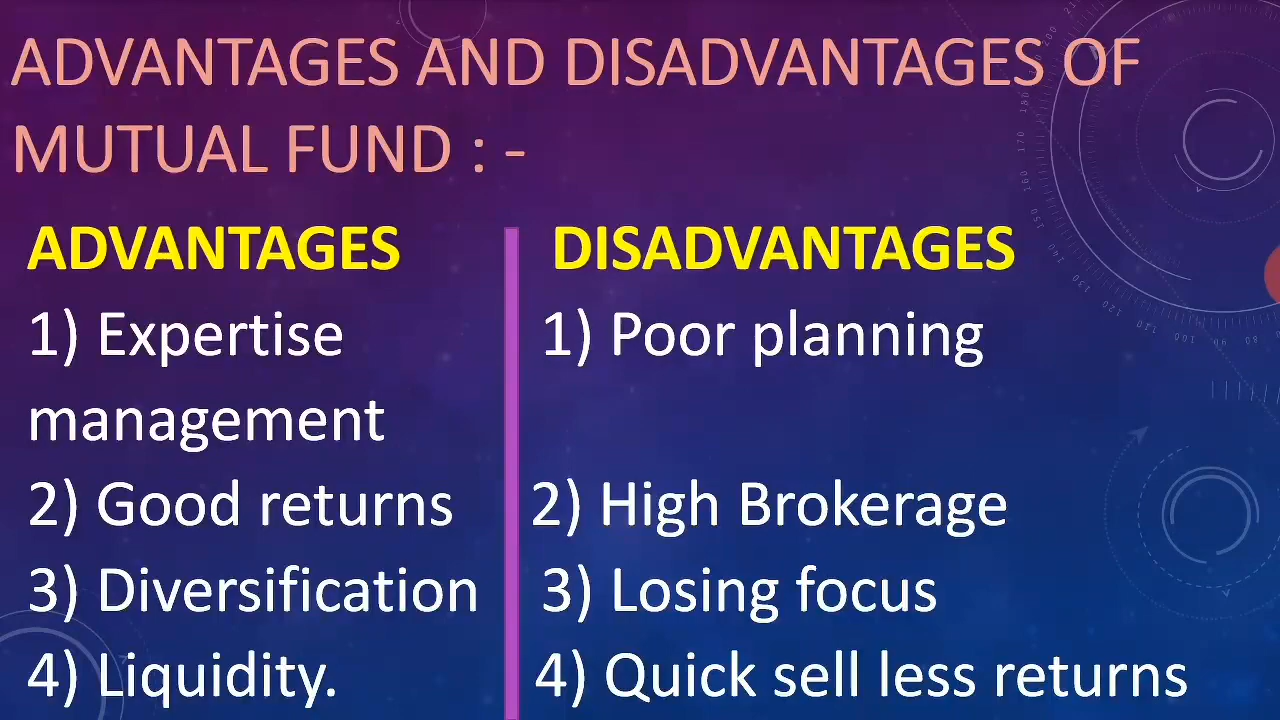 ADVANTAGES AND DISADVANTAGES OF
MUTUAL FUND : -
ADVANTAGES
1) Expertise
management
2) Good returns
3) Diversification
4) Liquidity.
DISADVANTAGES
1) Poor planning
2) High Brokerage
3) Losing focus
4) Quick sell less returns